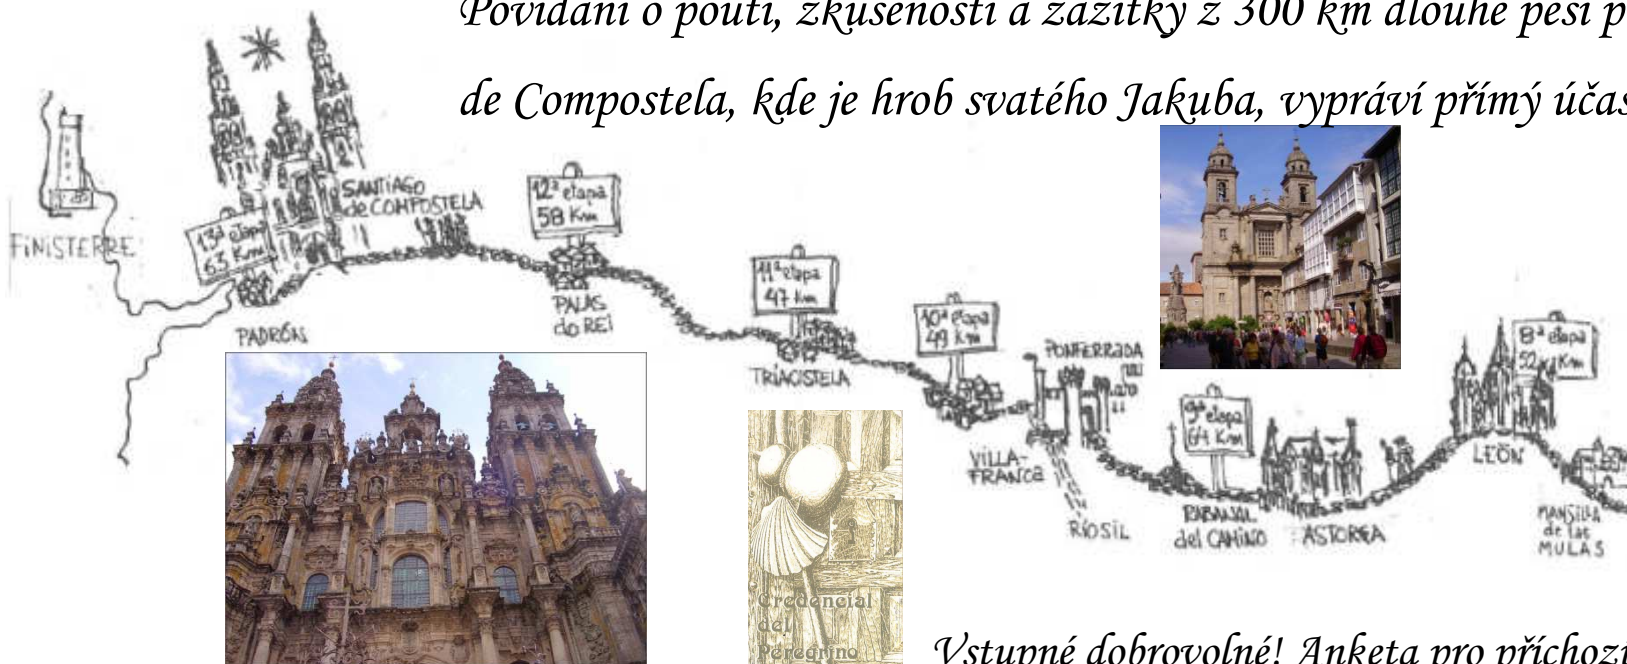 Povídání o pouti, zkušenosti a zážitky z 300 km dlouhé pěší
de Compostela, kde je hrob svatého Jakuba, vypráví přímý
SANTIAGO
de COMPOSTELA
12ª etapa
58 Km
13ª etapa
63 Km
FINISTERRE
PADRÓN
PALAS
do REI
11ª etapa
47 Km
TRIACISTELA
10ª etapa
49 Km
PONFERRADA
8ª etapa
52 Km
9ª etapa
64 Km
VILLA-
FRANCA
RÍO SIL
RABANAL
del CAMINO
ASTORGA
LEÓN
MANSILLA
de las
MULAS
Credencial
del
Peregrino
Vstupné dobrovolné! Anketa pro příchozí